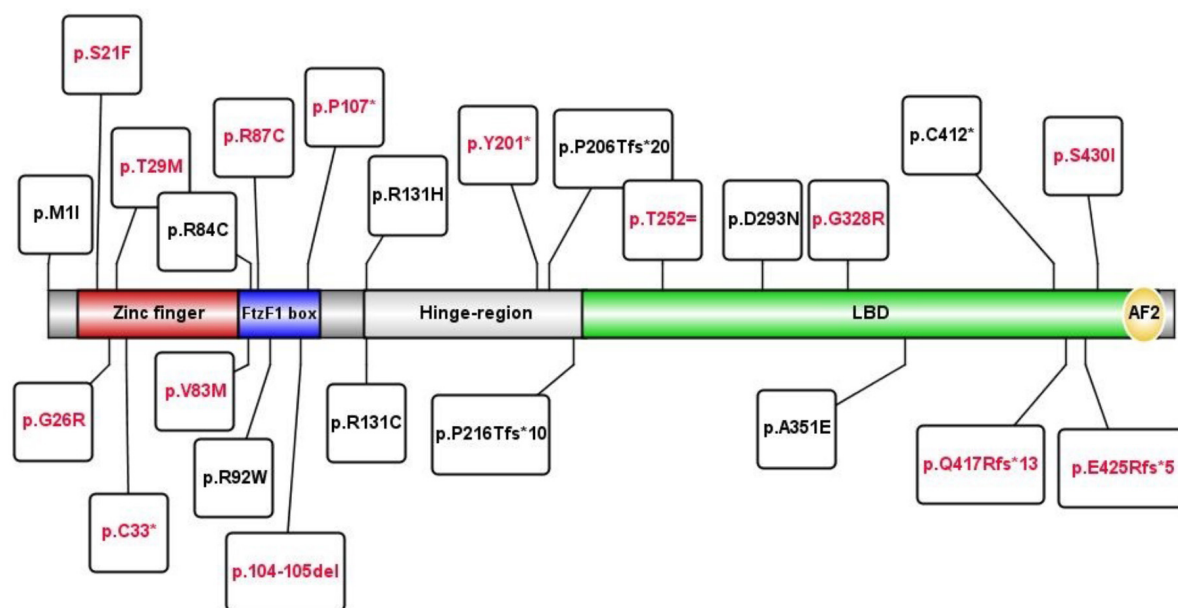 p.S21F
p.P107*
p.R87C
p.C412*
p.Y201*
p.P206Tfs*20
p.S430I
p.T29M
p.R131H
p.M1I
p.R84C
p.T252=
p.D293N
p.G328R
Zinc finger
FtzF1 box
Hinge-region
LBD
AF2
p.V83M
p.G26R
p.R131C
p.P216Tfs*10
p.A351E
p.R92W
p.Q417Rfs*13
p.E425Rfs*5
p.C33*
p.104-105del